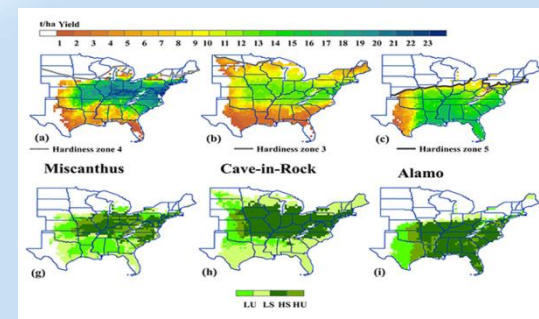 t/ha Yield
1 2 3 4 5 6 7 8 9 10 11 12 13 14 15 16 17 18 19 20 21 22 23
(a) (b) (c)
Hardiness zone 4 Hardiness zone 3 Hardiness zone 5
Miscanthus Cave-in-Rock Alamo
(g) (h) (i)
LU LS HS HU